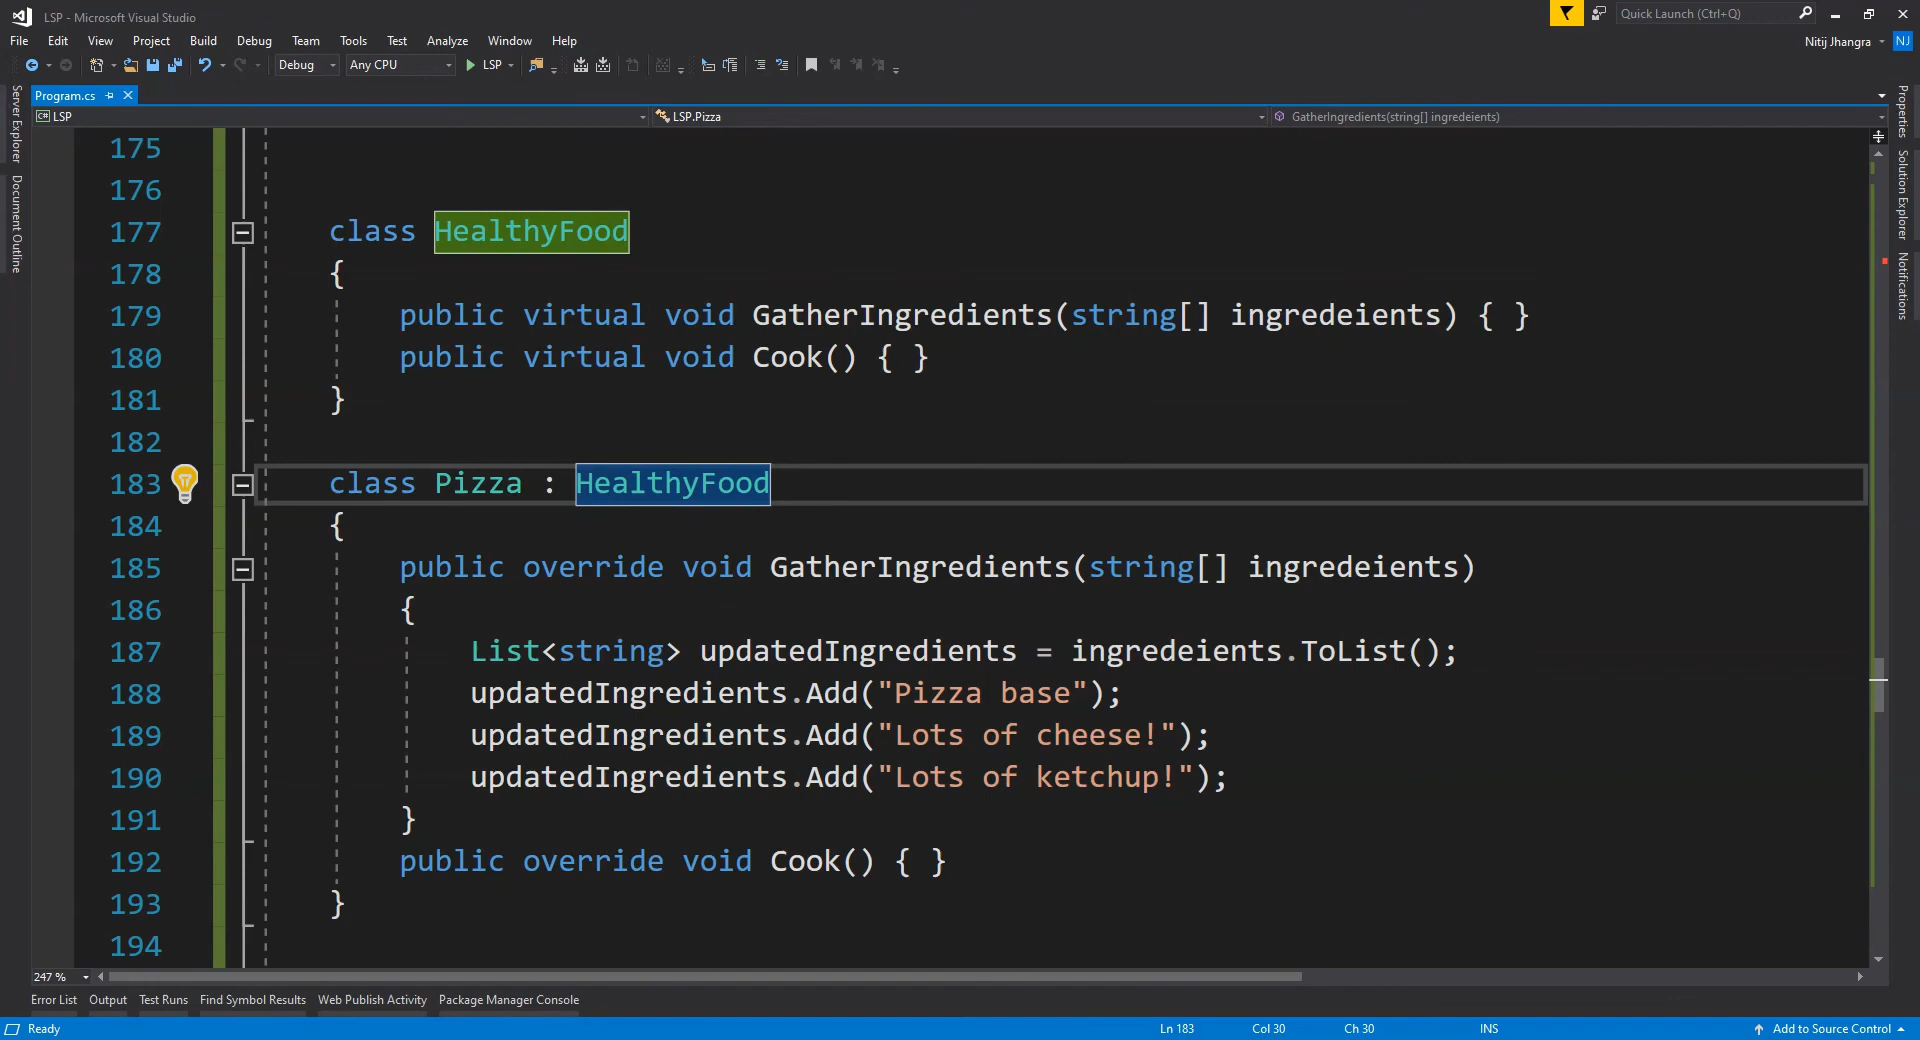 LSP - Microsoft Visual Studio
Quick Launch (Ctrl+Q)
File Edit View Project Build Debug Team Tools Test Analyze Window Help
Nitij Jhangra NJ
Debug Any CPU LSP
Program.cs
C# LSP LSP.Pizza GatherIngredients(string[] ingredeients)
Server Explorer
Document Outline
Properties
Solution Explorer
Notifications
175
176
177 class HealthyFood
178 {
179 public virtual void GatherIngredients(string[] ingredeients) { }
180 public virtual void Cook() { }
181 }
182
183 class Pizza : HealthyFood
184 {
185 public override void GatherIngredients(string[] ingredeients)
186 {
187 List<string> updatedIngredients = ingredeients.ToList();
188 updatedIngredients.Add("Pizza base");
189 updatedIngredients.Add("Lots of cheese!");
190 updatedIngredients.Add("Lots of ketchup!");
191 }
192 public override void Cook() { }
193 }
194
247 %
Error List Output Test Runs Find Symbol Results Web Publish Activity Package Manager Console
Ready Ln 183 Col 30 Ch 30 INS Add to Source Control